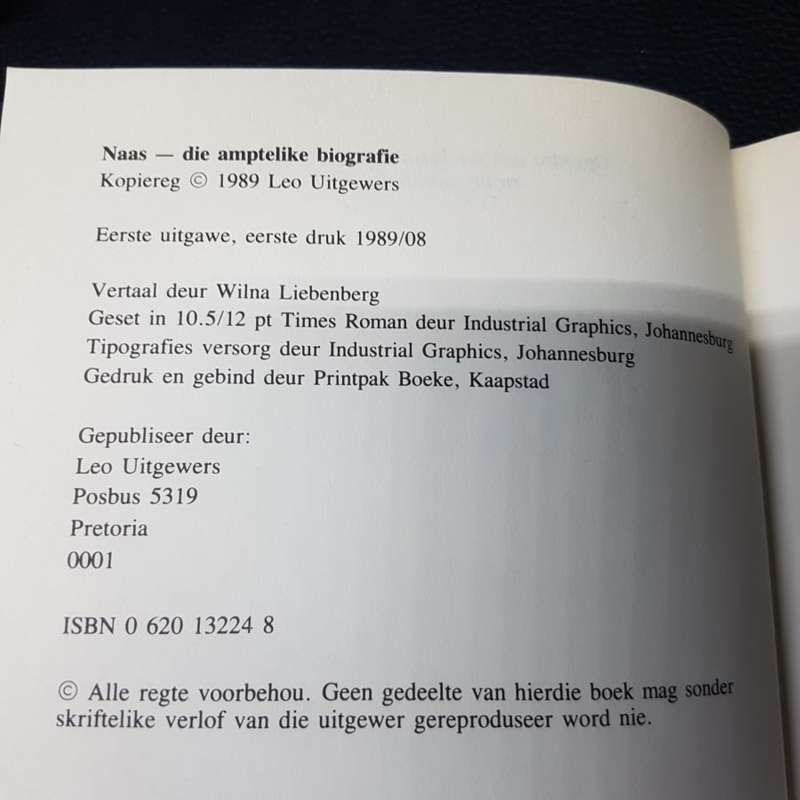 Naas — die amptelike biografie
Kopiereg © 1989 Leo Uitgewers
Eerste uitgawe, eerste druk 1989/08
Vertaal deur Wilna Liebenberg
Geset in 10.5/12 pt Times Roman deur Industrial Graphics, Johannesburg
Tipografies versorg deur Industrial Graphics, Johannesburg
Gedruk en gebind deur Printpak Boeke, Kaapstad
Gepubliseer deur:
Leo Uitgewers
Posbus 5319
Pretoria
0001
ISBN 0 620 13224 8
© Alle regte voorbehou. Geen gedeelte van hierdie boek mag sonder
skriftelike verlof van die uitgewer gereproduseer word nie.